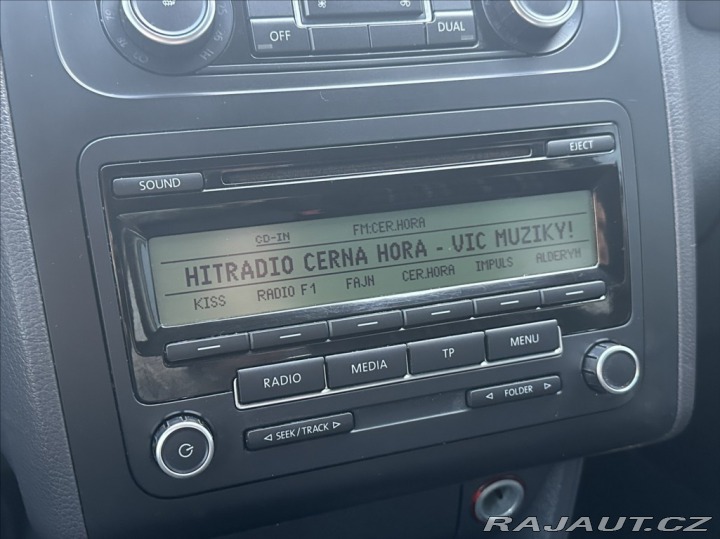 OFF DUAL
EJECT
SOUND
CD-IN FM:CER.HORA
HITRADIO CERNA HORA - VIC MUZIKY!
KISS RADIO F1 FAJN CER.HORA IMPULS ALDERYH
RADIO MEDIA TP MENU
SEEK/TRACK FOLDER
RAJAUT.CZ